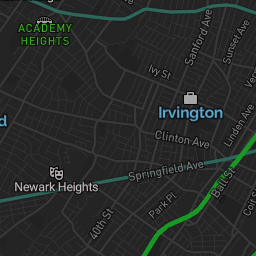 ACADEMY
HEIGHTS
Sanford Ave
Sunset Ave
Ivy St
Irvington
Linden Ave
Clinton Ave
Springfield Ave
Newark Heights
Ball St
Park Pl
40th St